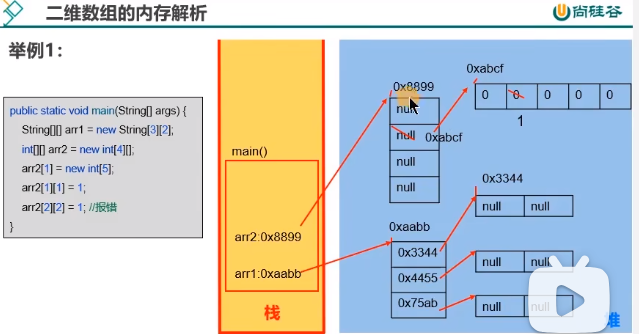 二维数组的内存解析
尚硅谷
举例1：
public static void main(String[] args) {
String[][] arr1 = new String[3][2];
int[][] arr2 = new int[4][];
arr2[1] = new int[5];
arr2[1][1] = 1;
arr2[2][2] = 1; //报错
}
main()
arr2:0x8899
arr1:0xaabb
栈
0x8899
null
null
null
null
0xabcf
0xabcf
0 0 0 0 0
1
0xaabb
0x3344
0x4455
0x75ab
0x3344
null null
null null
null null
堆